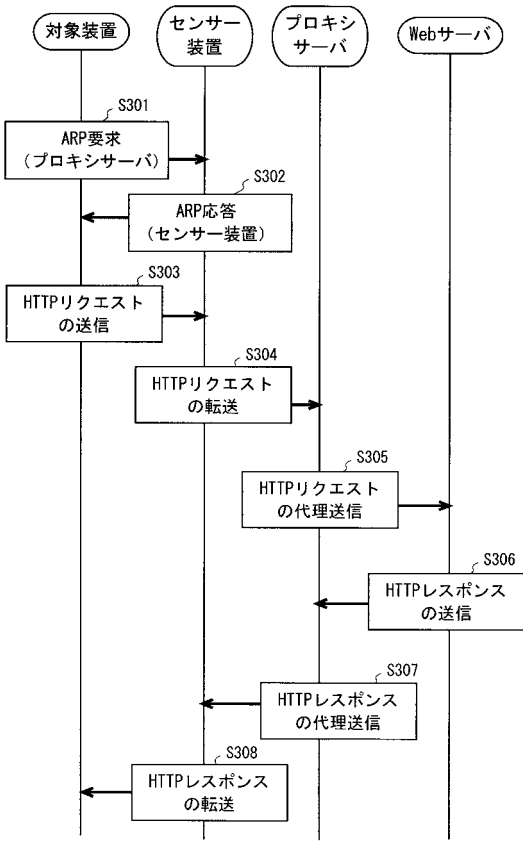 対象装置
センサー
装置
プロキシ
サーバ
Webサーバ
S301
ARP要求
(プロキシサーバ)
S302
ARP応答
(センサー装置)
S303
HTTPリクエスト
の送信
S304
HTTPリクエスト
の転送
S305
HTTPリクエスト
の代理送信
S306
HTTPレスポンス
の送信
S307
HTTPレスポンス
の代理送信
S308
HTTPレスポンス
の転送